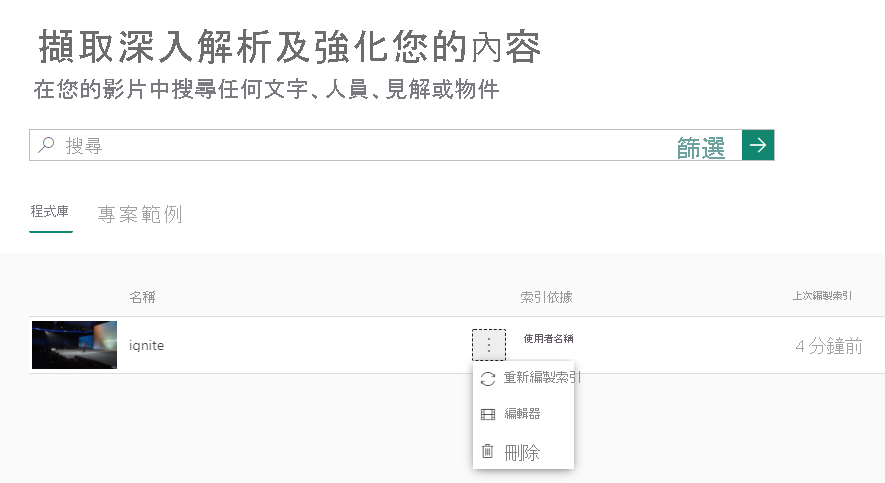 擷取深入解析及強化您的內容
在您的影片中搜尋任何文字、人員、見解或物件
搜尋 篩選
程式庫 專案範例
名稱 索引依據 上次編製索引
ignite 使用者名稱 4 分鐘前
重新編製索引
編輯器
刪除